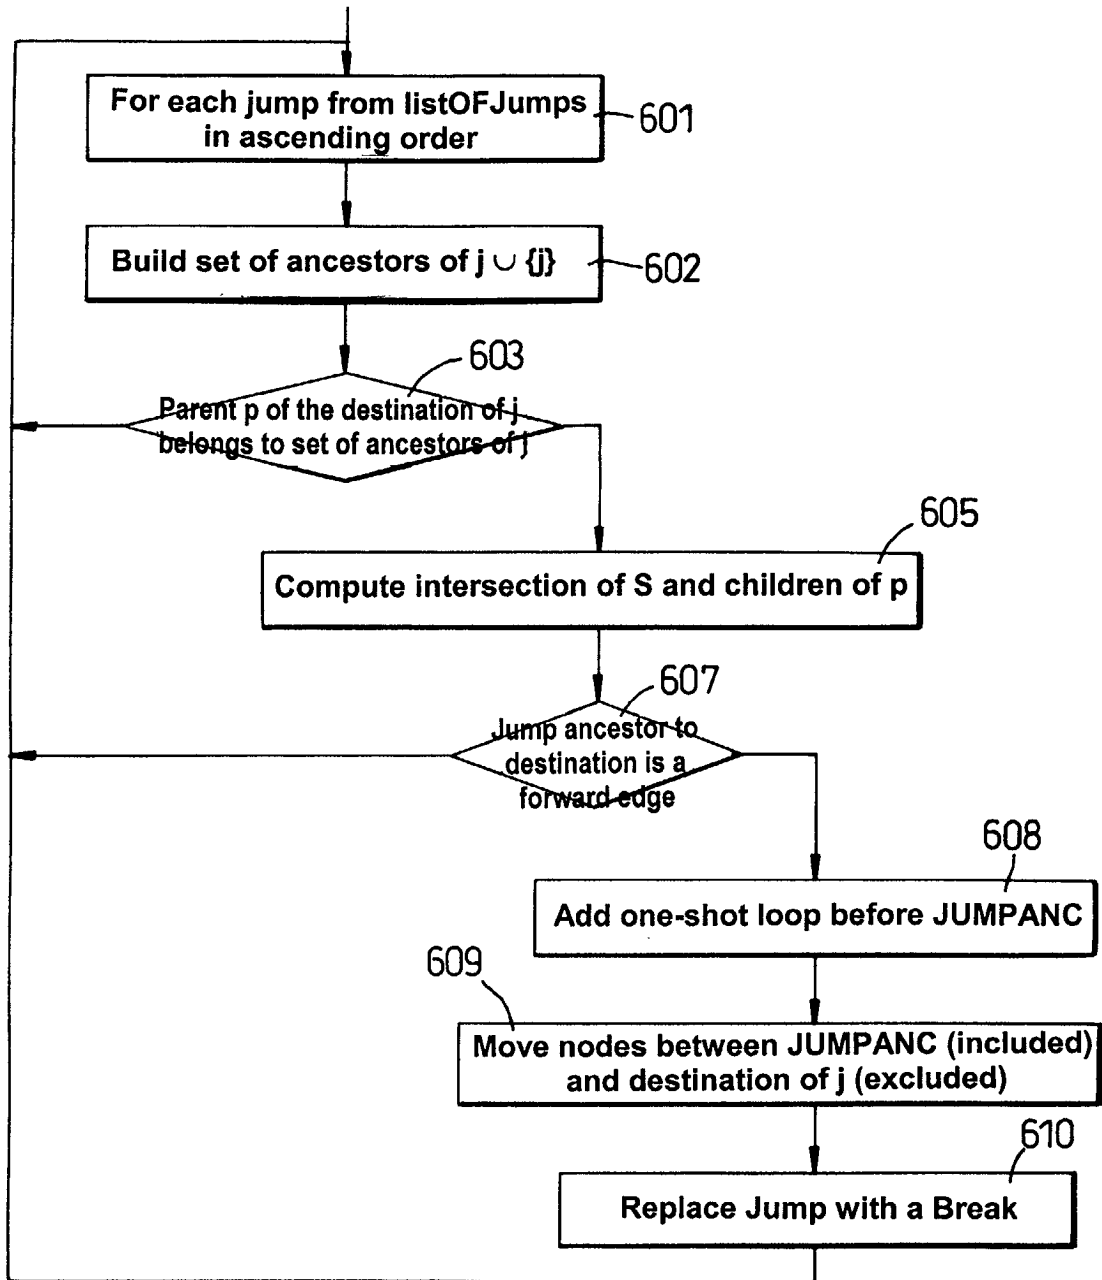 For each jump from listOFJumps
in ascending order
601
Build set of ancestors of j ∪ {j}
602
603
Parent p of the destination of j
belongs to set of ancestors of j
605
Compute intersection of S and children of p
607
Jump ancestor to
destination is a
forward edge
608
Add one-shot loop before JUMPANC
609
Move nodes between JUMPANC (included)
and destination of j (excluded)
610
Replace Jump with a Break